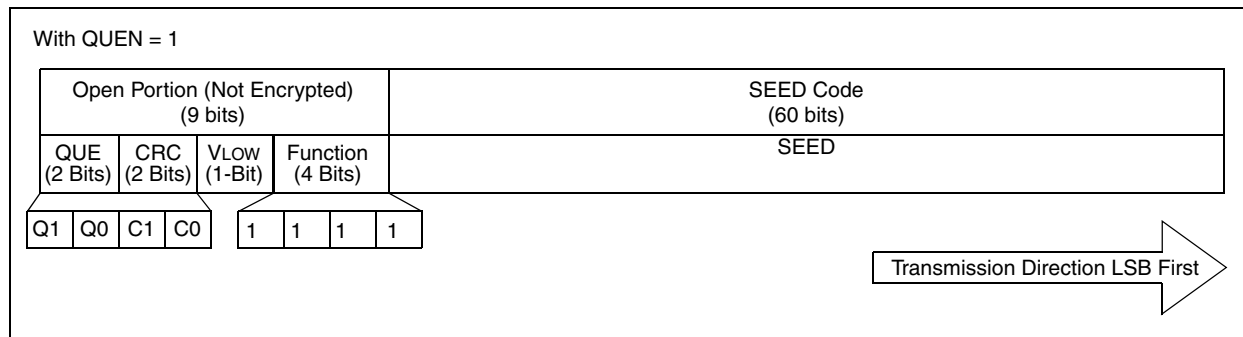 With QUEN = 1
Open Portion (Not Encrypted)
(9 bits)
SEED Code
(60 bits)
QUE
(2 Bits)
CRC
(2 Bits)
VLOW
(1-Bit)
Function
(4 Bits)
SEED
Q1 Q0 C1 C0 1 1 1 1
Transmission Direction LSB First